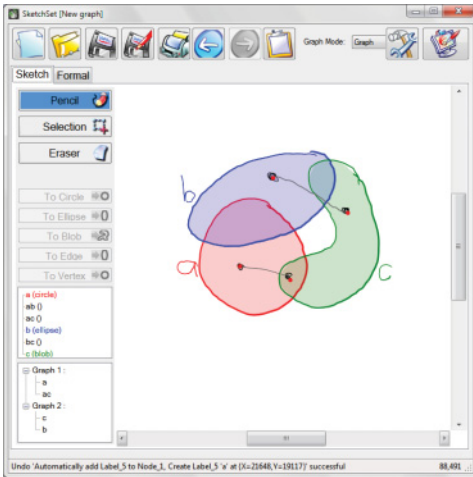 SketchSet [New graph]
Graph Mode: Graph
Sketch Formal
Pencil
Selection
Eraser
To Circle
To Ellipse
To Blob
To Edge
To Vertex
a (circle)
ab ()
ac ()
b (ellipse)
bc ()
c (blob)
Graph 1 :
a
ac
Graph 2 :
c
b
b
a
c
Undo 'Automatically add Label_5 to Node_1, Create Label_5 'a' at {X=21648,Y=19117}' successful
88,491